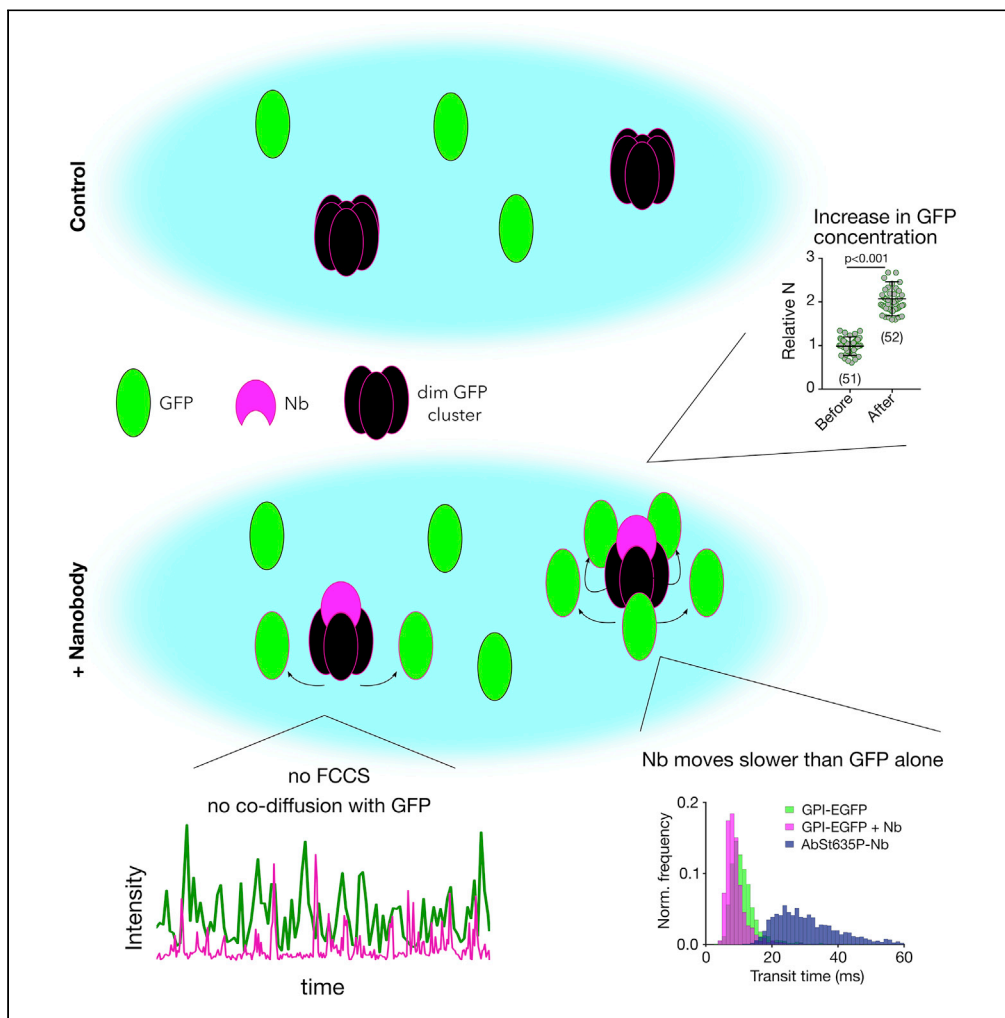 Control
Increase in GFP
concentration
p<0.001
3
2
1
0
Relative N
(51)
(52)
Before
After
GFP
Nb
dim GFP
cluster
+ Nanobody
no FCCS
no co-diffusion with GFP
Intensity
time
Nb moves slower than GFP alone
GPI-EGFP
GPI-EGFP + Nb
AbSt635P-Nb
Norm. frequency
0.2
0.1
0.0
0
20
40
60
Transit time (ms)